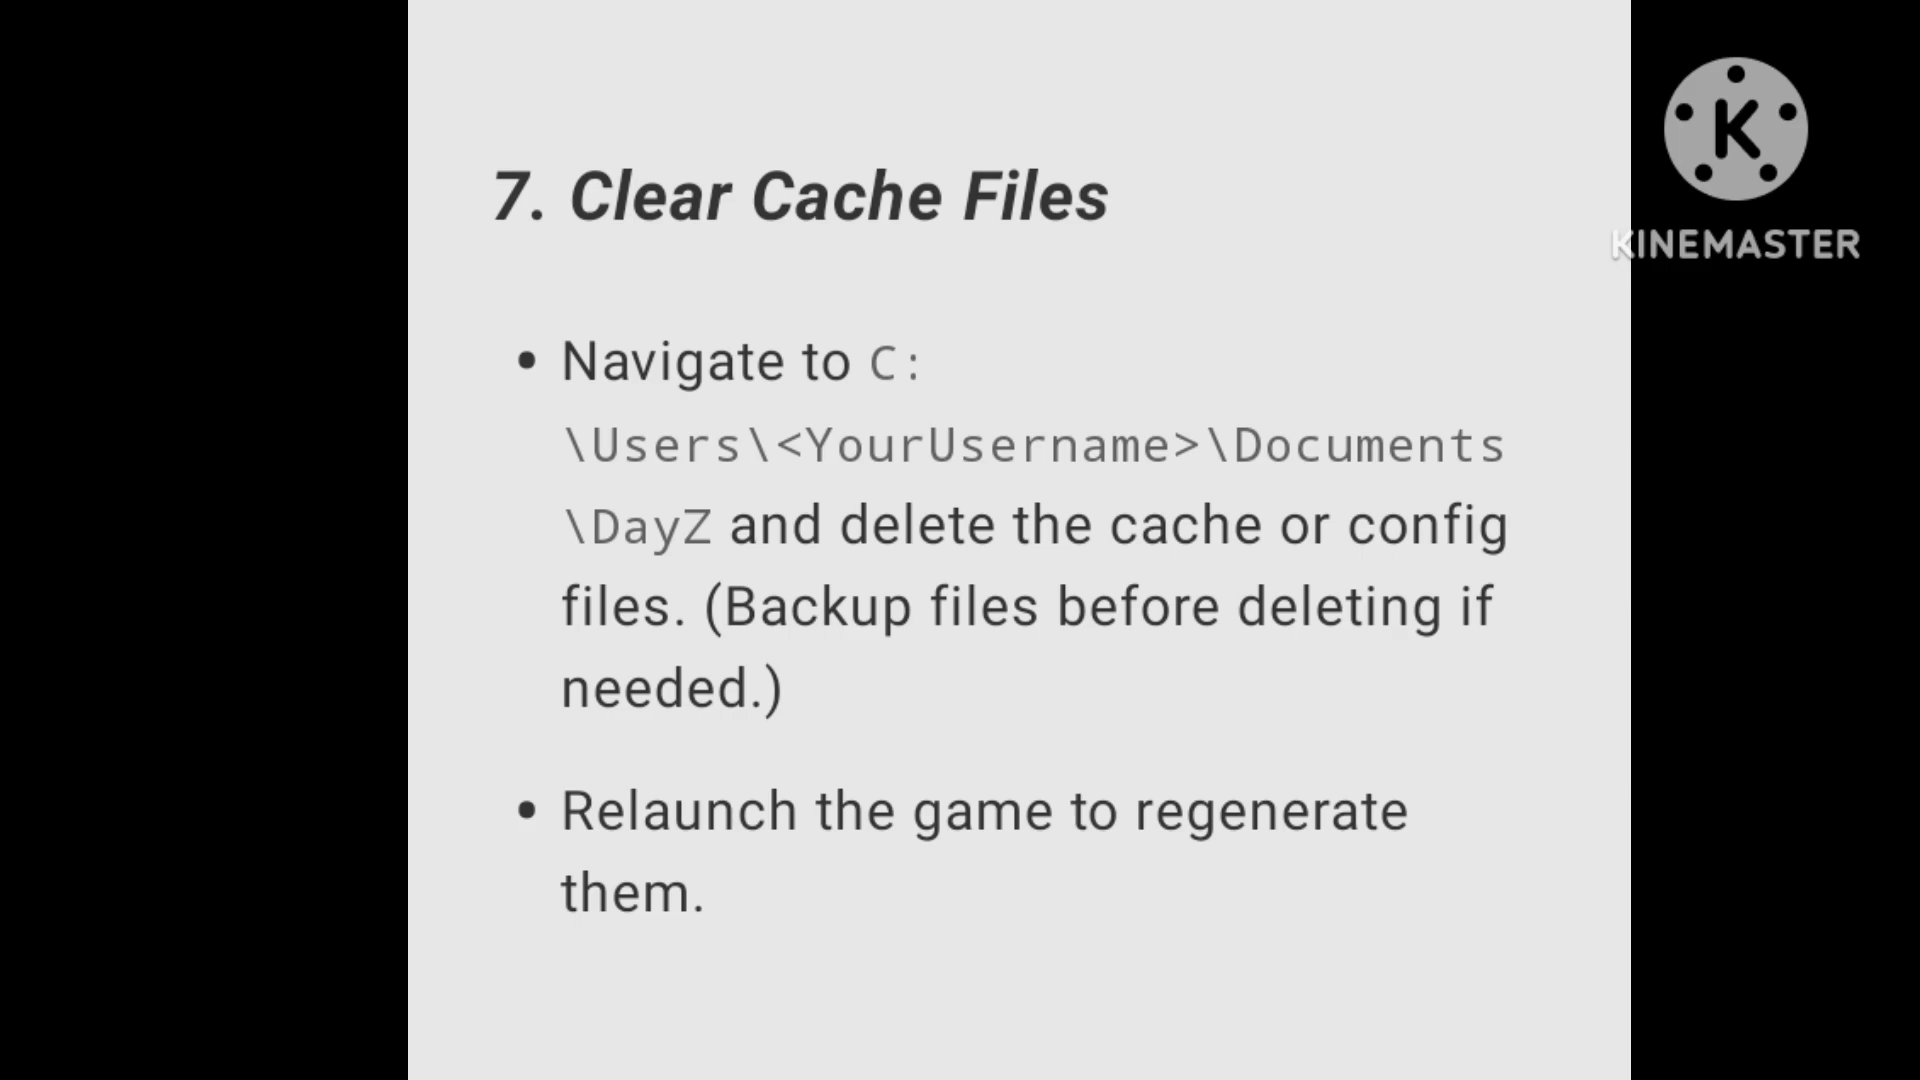 7. Clear Cache Files
K
KINEMASTER
• Navigate to C:
\Users\<YourUsername>\Documents
\DayZ and delete the cache or config
files. (Backup files before deleting if
needed.)
• Relaunch the game to regenerate
them.